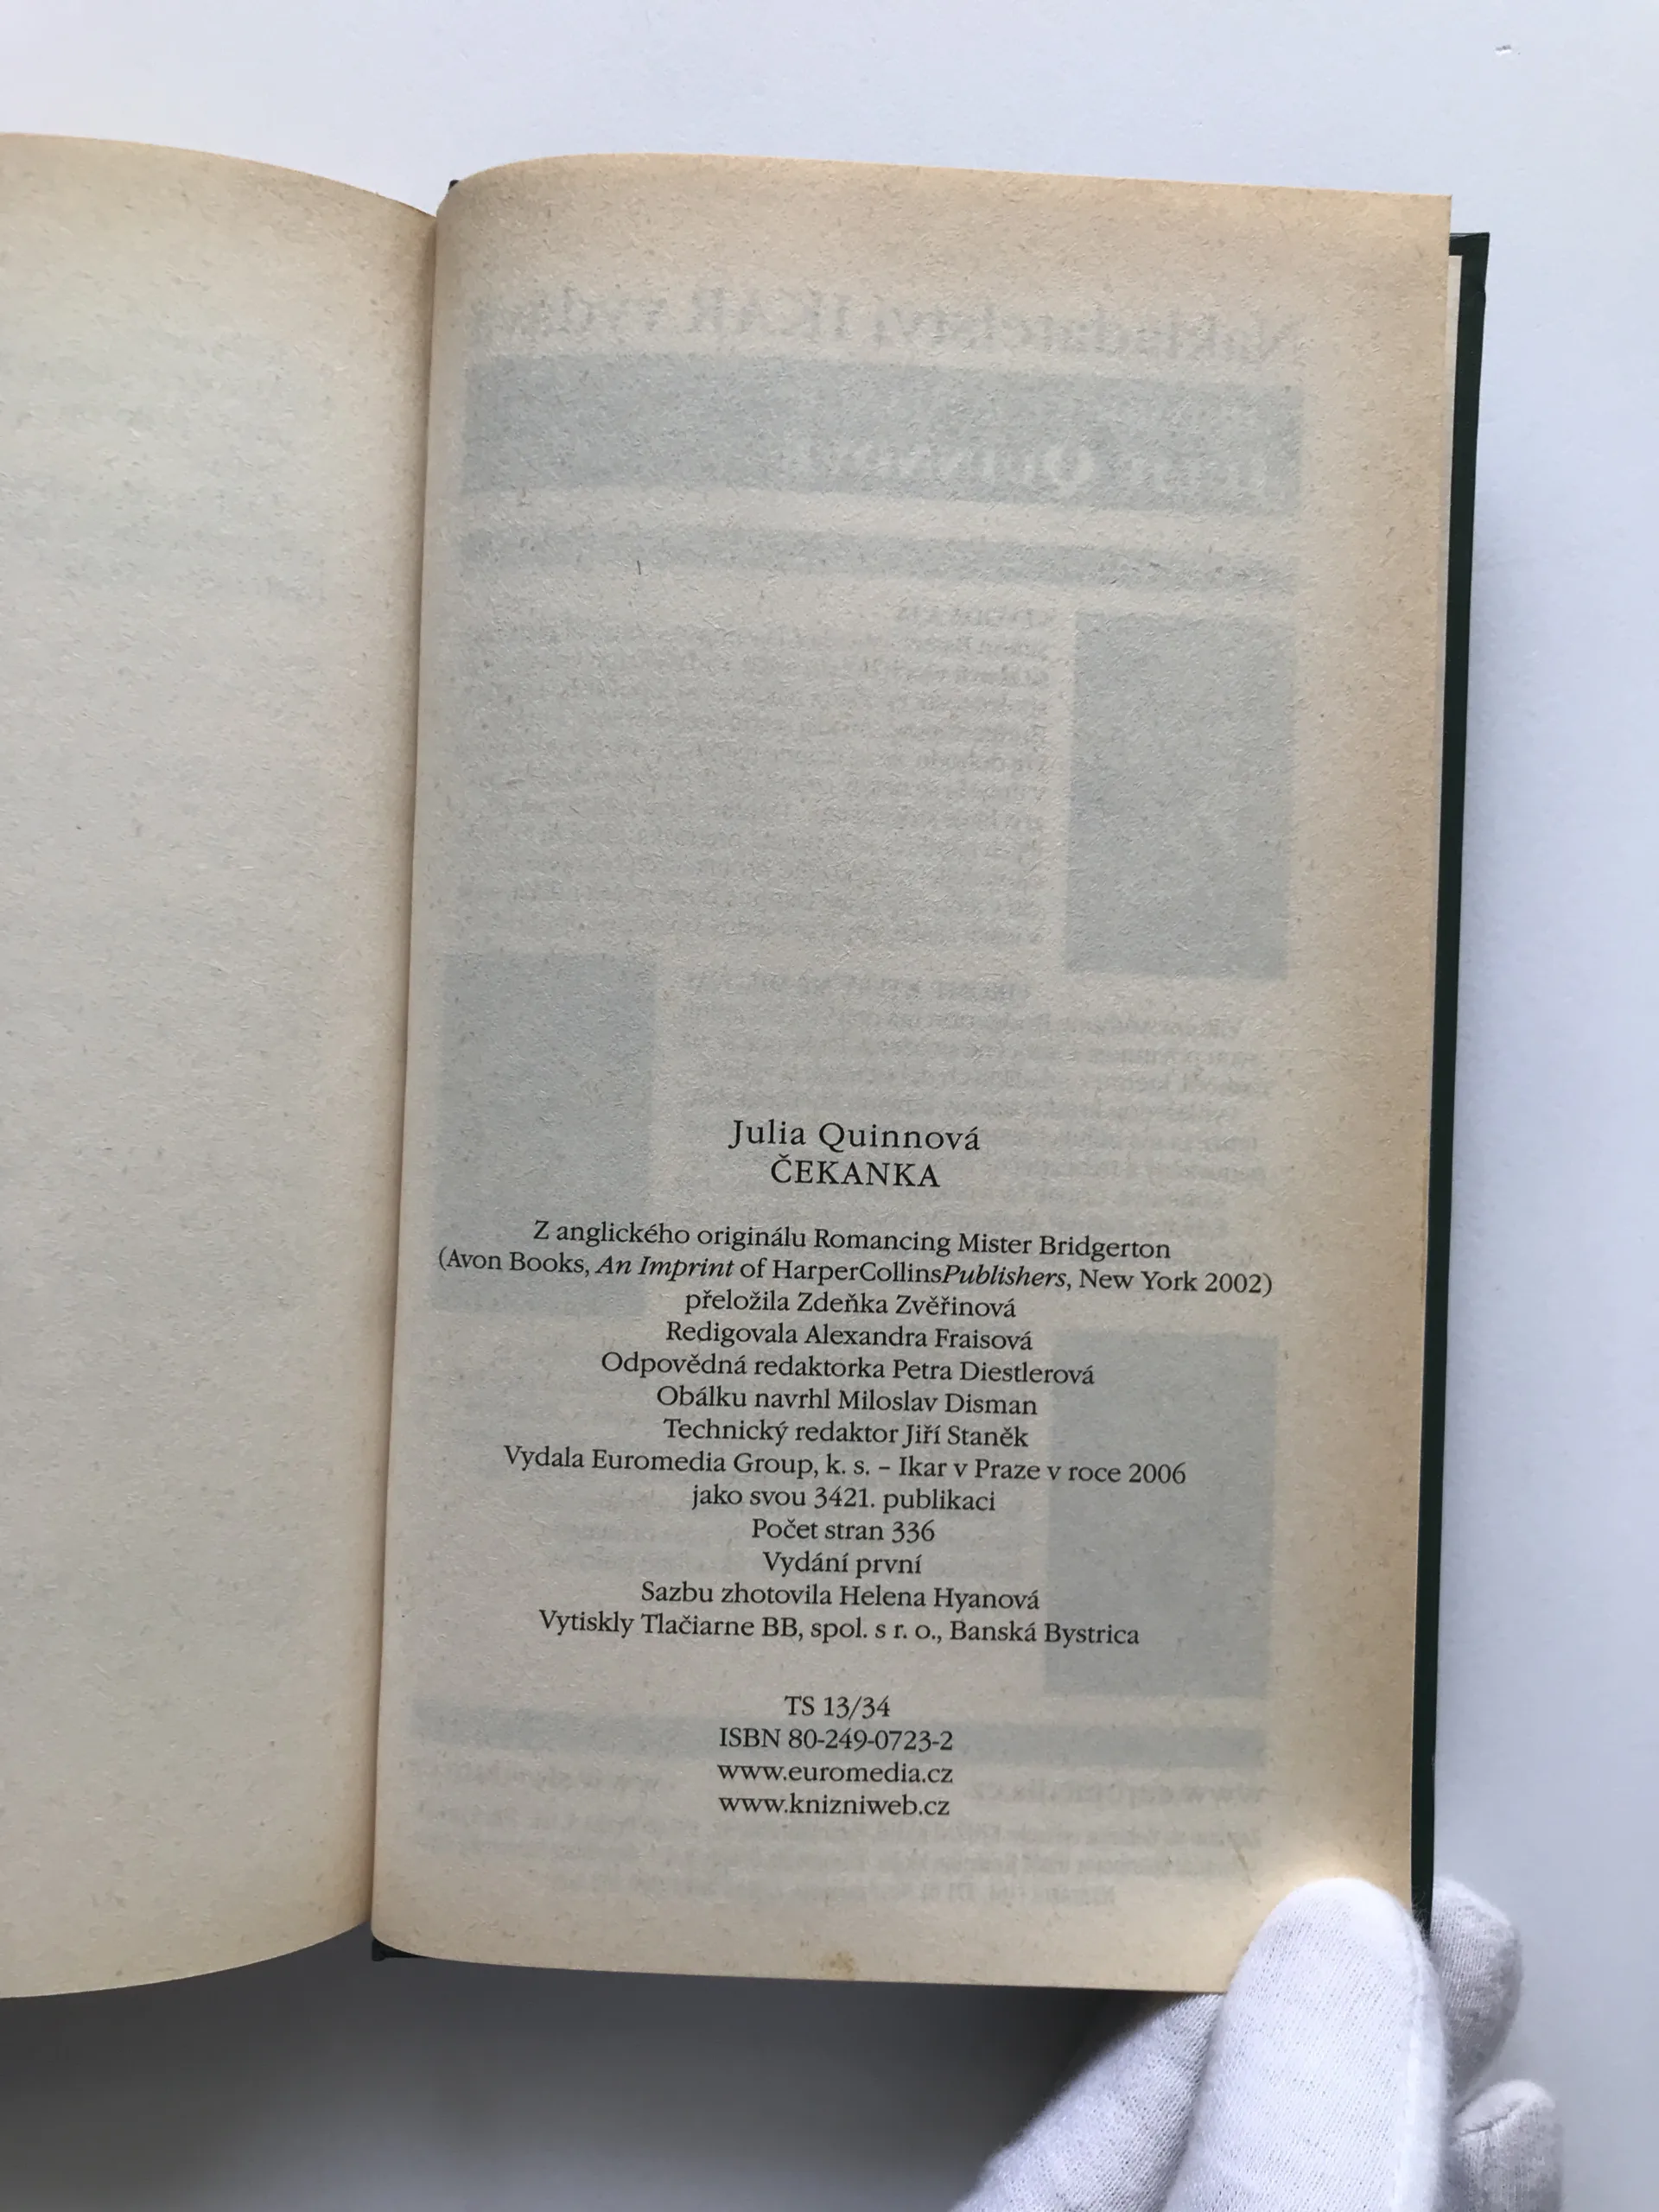 Julia Quinnová
ČEKANKA
Z anglického originálu Romancing Mister Bridgerton
(Avon Books, An Imprint of HarperCollinsPublishers, New York 2002)
přeložila Zdeňka Zvěřinová
Redigovala Alexandra Fraisová
Odpovědná redaktorka Petra Diestlerová
Obálku navrhl Miloslav Disman
Technický redaktor Jiří Staněk
Vydala Euromedia Group, k. s. – Ikar v Praze v roce 2006
jako svou 3421. publikaci
Počet stran 336
Vydání první
Sazbu zhotovila Helena Hyanová
Vytiskly Tlačiarne BB, spol. s r. o., Banská Bystrica
TS 13/34
ISBN 80-249-0723-2
www.euromedia.cz
www.knizniweb.cz